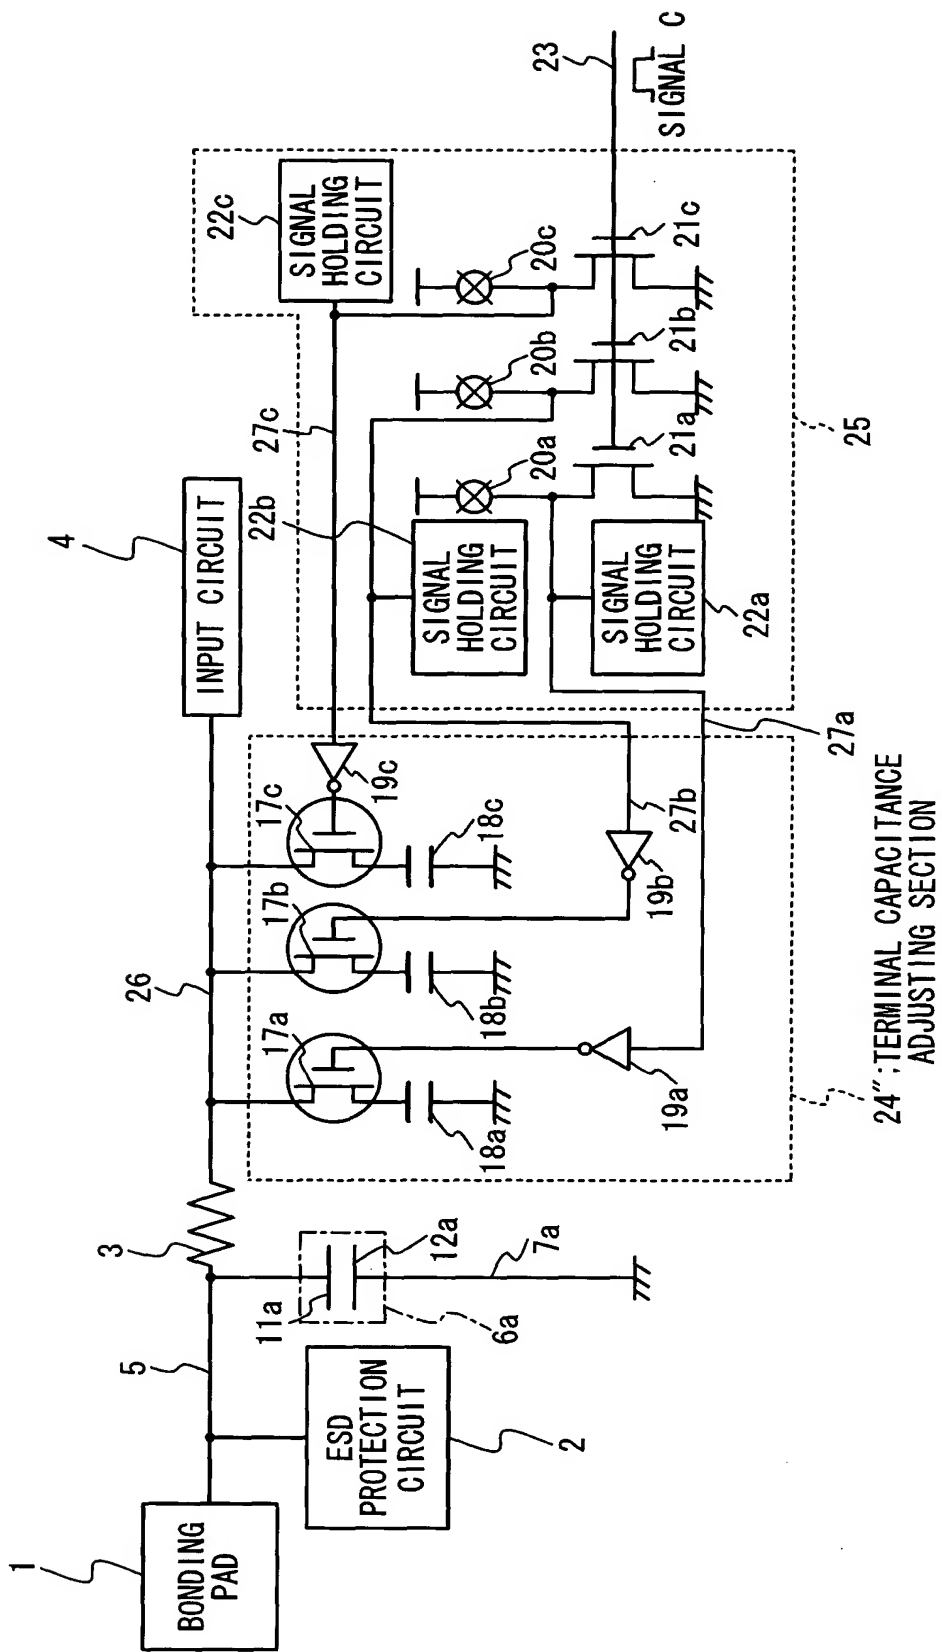 1
BONDING
PAD
5
ESD
PROTECTION
CIRCUIT
2
3
11a
12a
6a
7a
26
4
INPUT CIRCUIT
17a
17b
17c
18a
18b
18c
19a
19b
19c
24″;TERMINAL CAPACITANCE
ADJUSTING SECTION
27a
27b
27c
22a
SIGNAL
HOLDING
CIRCUIT
22b
SIGNAL
HOLDING
CIRCUIT
22c
SIGNAL
HOLDING
CIRCUIT
20a
20b
20c
21a
21b
21c
25
23
SIGNAL C